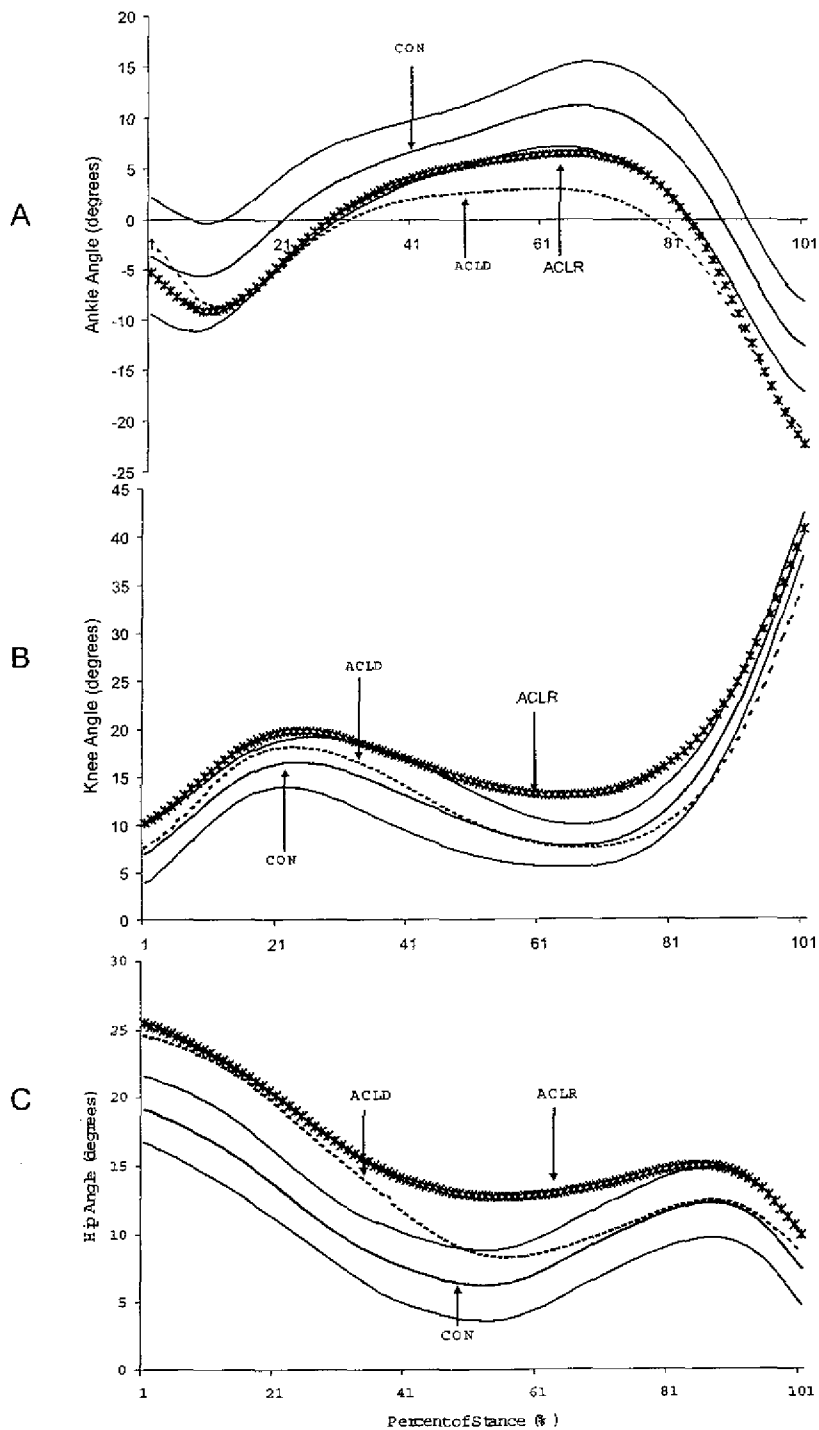 A
Ankle Angle (degrees)
20
15
10
5
0
-5
-10
-15
-20
-25
1
21
41
61
81
101
CON
ACLD
ACLR
B
Knee Angle (degrees)
45
40
35
30
25
20
15
10
5
0
1
21
41
61
81
101
ACLD
ACLR
CON
C
Hip Angle (degrees)
30
25
20
15
10
5
0
1
21
41
61
81
101
ACLD
ACLR
CON
Percent of Stance (%)